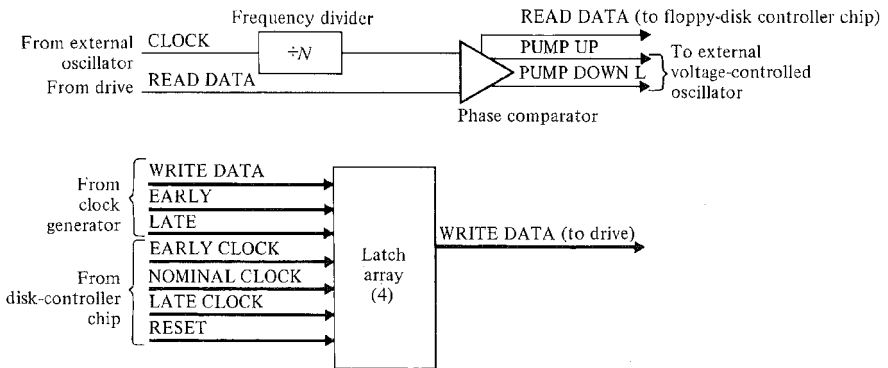 Frequency divider
READ DATA (to floppy-disk controller chip)
From external
oscillator
CLOCK
÷N
PUMP UP
PUMP DOWN L
To external
voltage-controlled
oscillator
From drive
READ DATA
Phase comparator
From
clock
generator
WRITE DATA
EARLY
LATE
From
disk-controller
chip
EARLY CLOCK
NOMINAL CLOCK
LATE CLOCK
RESET
Latch
array
(4)
WRITE DATA (to drive)